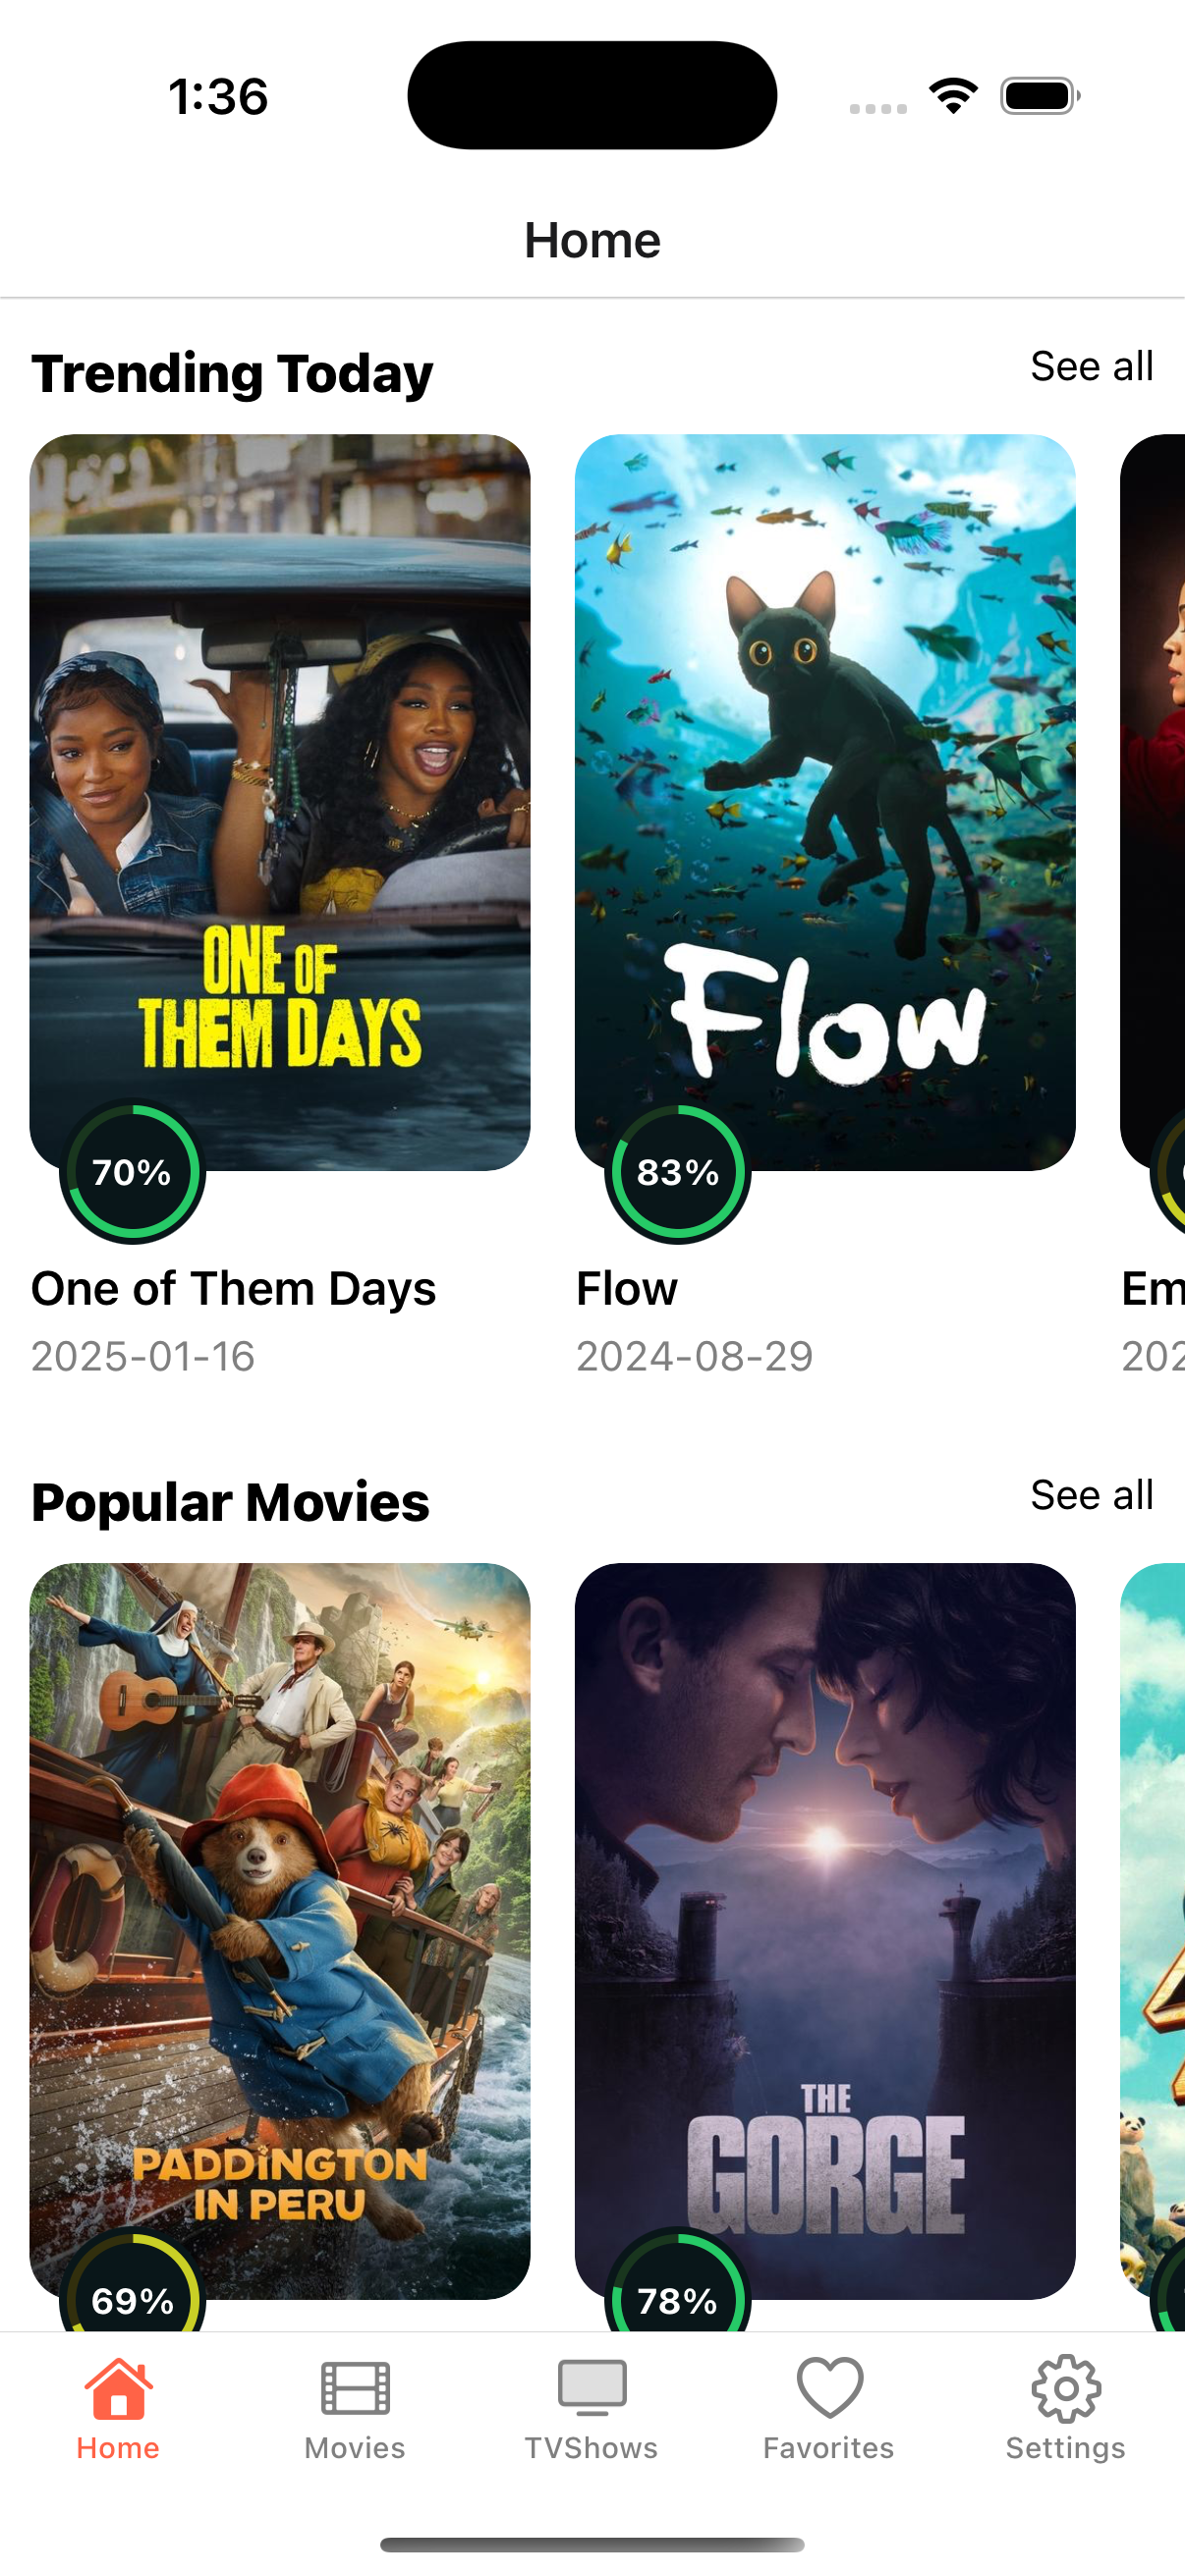 1:36
Home
Trending Today
See all
ONE OF
THEM DAYS
Flow
70%
83%
One of Them Days
Flow
2025-01-16
2024-08-29
Popular Movies
See all
PADDINGTON
IN PERU
THE
GORGE
69%
78%
Home
Movies
TVShows
Favorites
Settings